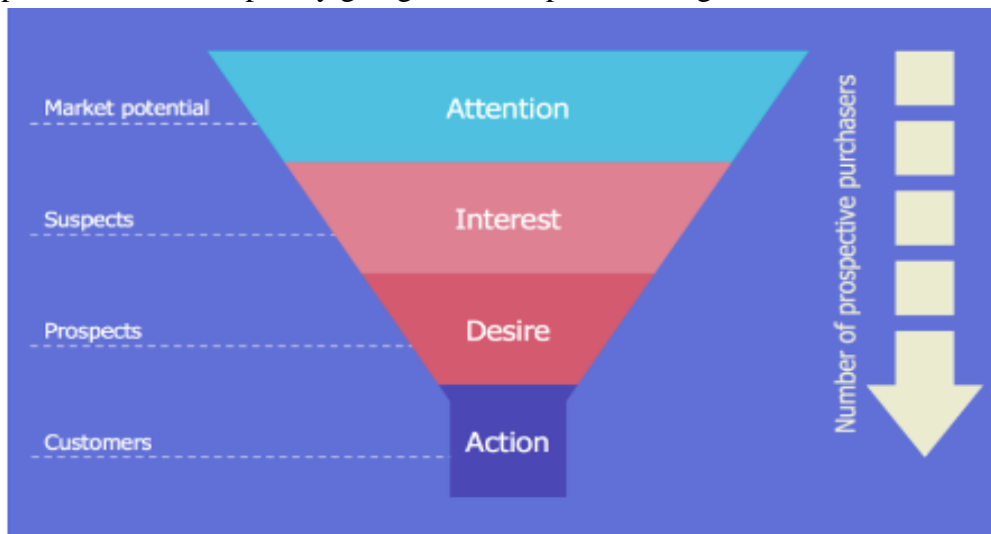 Market potential
Attention
Suspects
Interest
Prospects
Desire
Customers
Action
Number of prospective purchasers